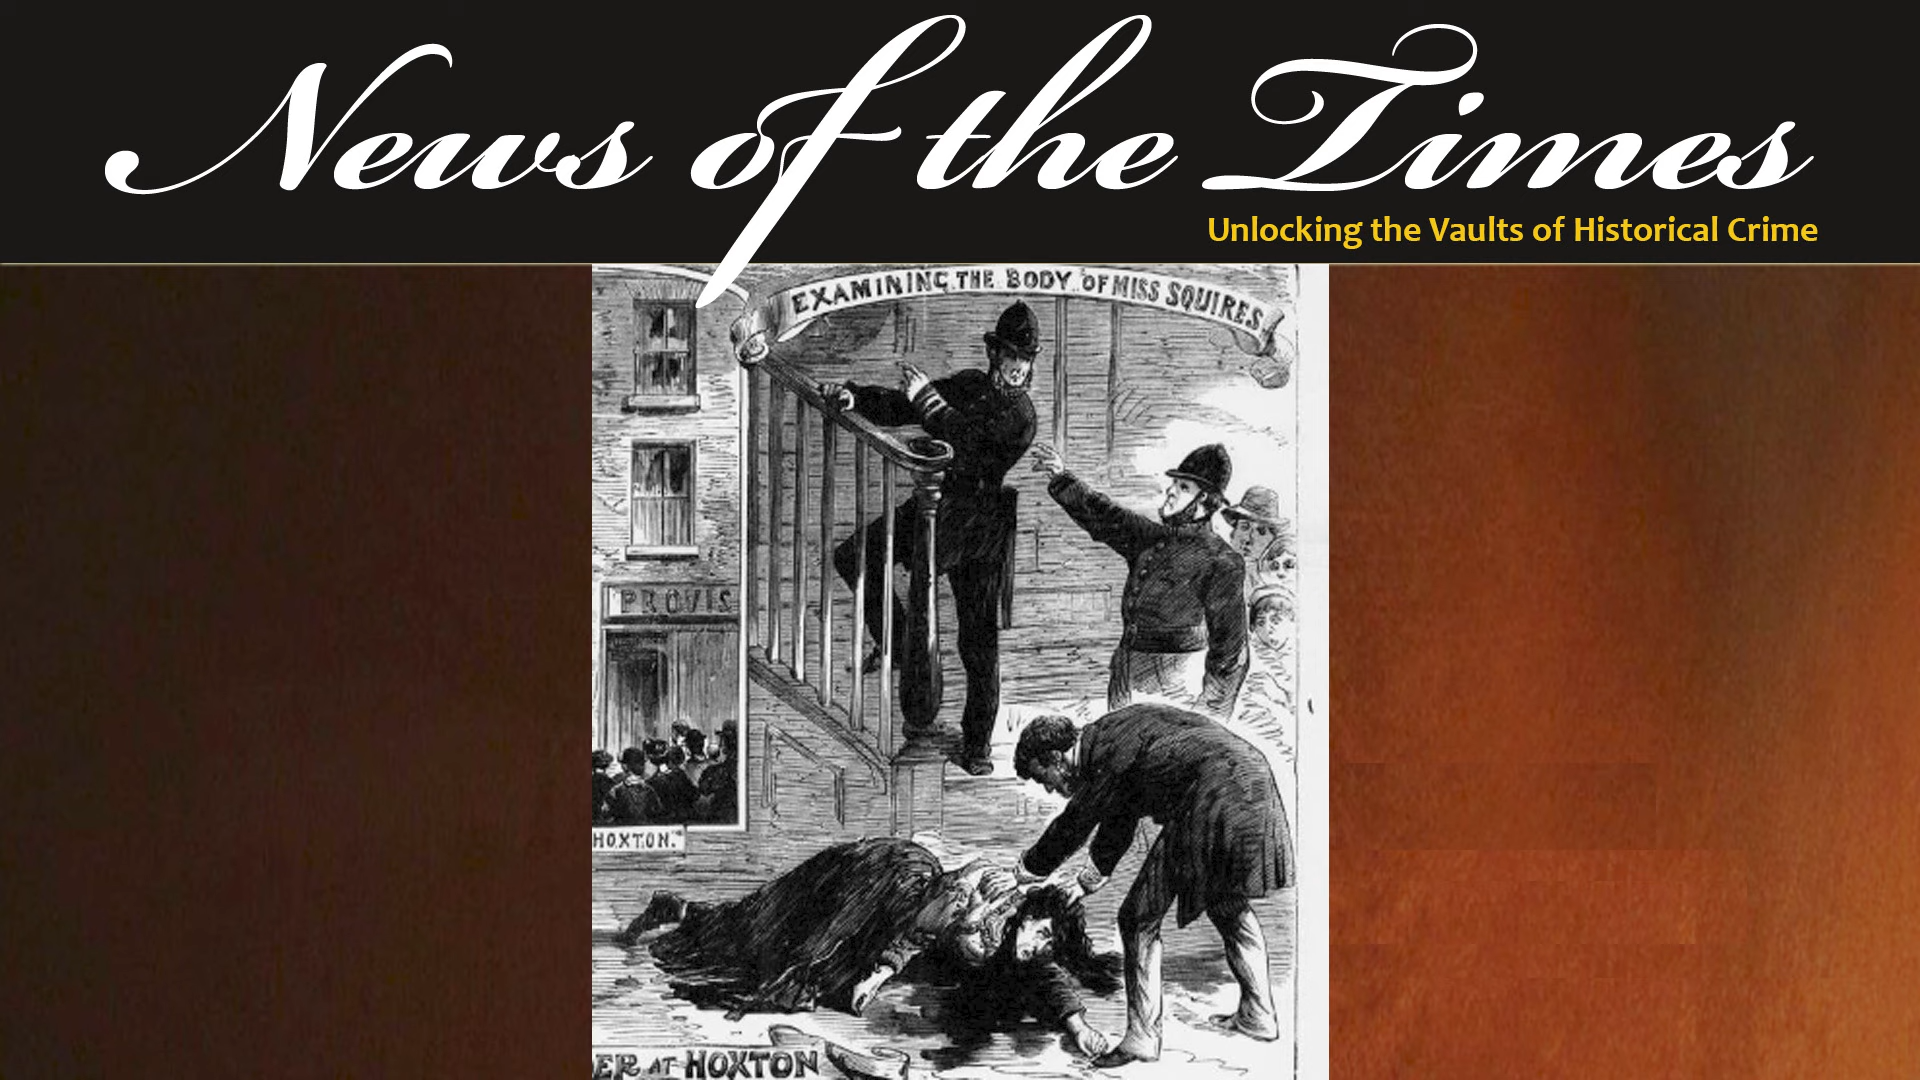 News of the Times
Unlocking the Vaults of Historical Crime
EXAMINING THE BODY OF MISS SQUIRES
PROVIS
HOXTON."
ER AT HOXTON